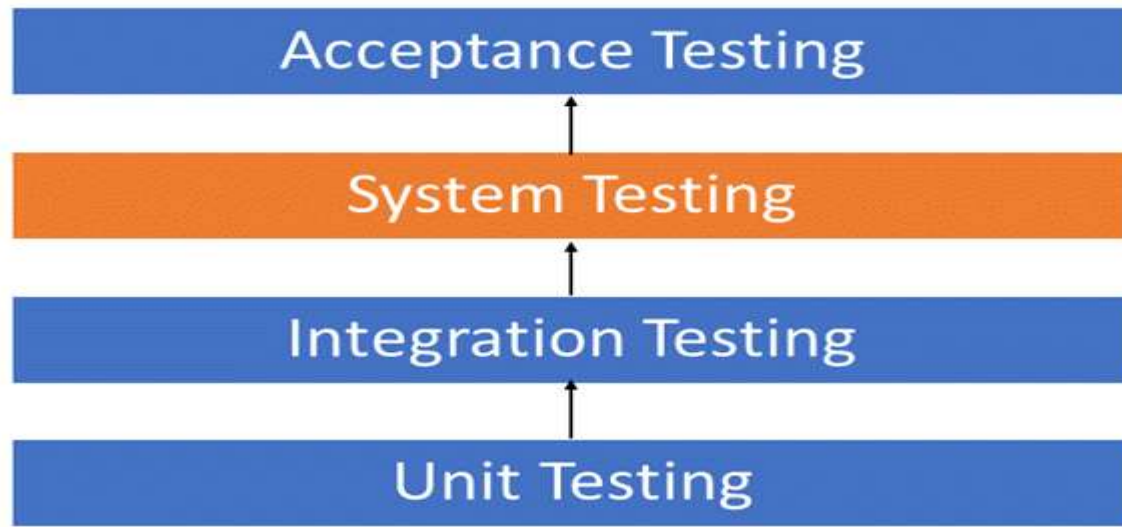 Acceptance Testing
System Testing
Integration Testing
Unit Testing